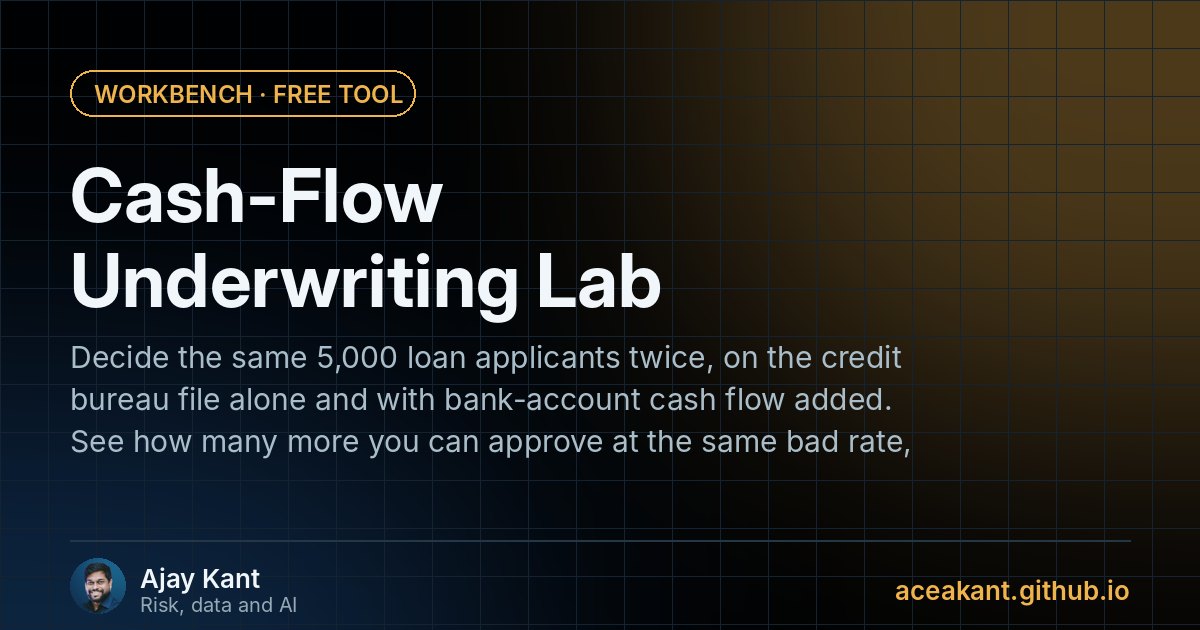 WORKBENCH · FREE TOOL
Cash-Flow
Underwriting Lab
Decide the same 5,000 loan applicants twice, on the credit
bureau file alone and with bank-account cash flow added.
See how many more you can approve at the same bad rate,
Ajay Kant
Risk, data and AI
aceakant.github.io